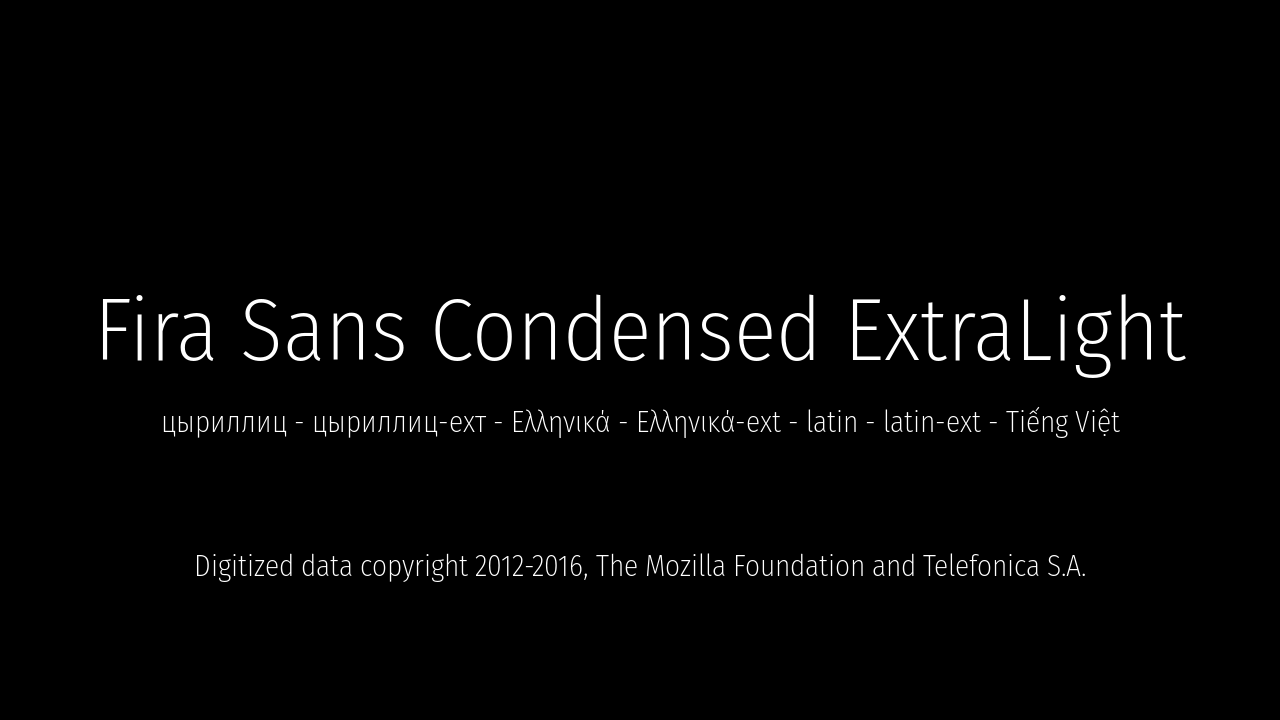 Fira Sans Condensed ExtraLight
цыриллиц - цыриллиц-ехт - Ελληνικά - Ελληνικά-ext - latin - latin-ext - Tiếng Việt
Digitized data copyright 2012-2016, The Mozilla Foundation and Telefonica S.A.